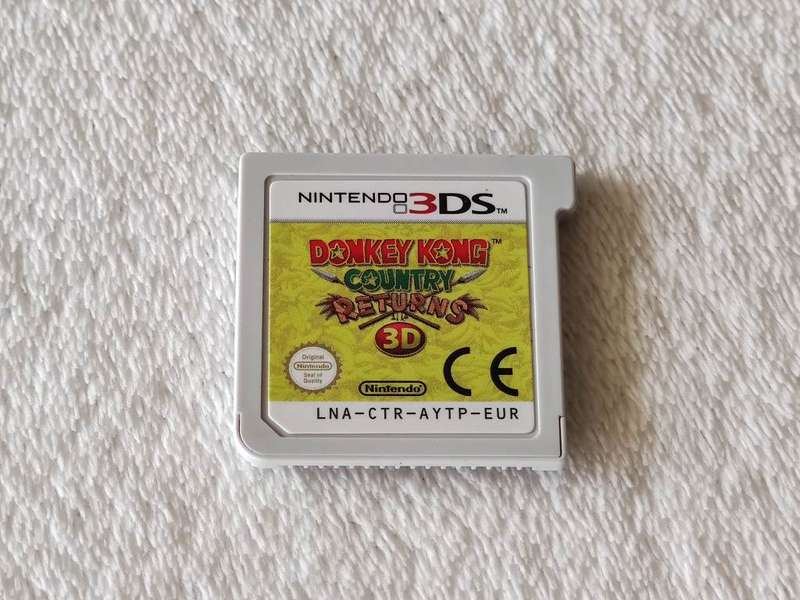 NINTENDO 3DS™
DONKEY KONG™
COUNTRY
RETURNS
3D
Original
Nintendo
Seal of
Quality
Nintendo
CE
LNA-CTR-AYTP-EUR